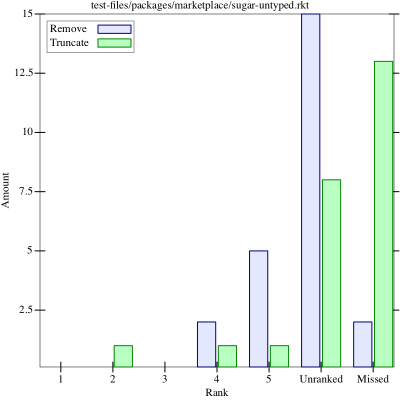 test-files/packages/marketplace/sugar-untyped.rkt
Remove
Truncate
15
12.5
10
7.5
5
2.5
Amount
1 2 3 4 5 Unranked Missed
Rank